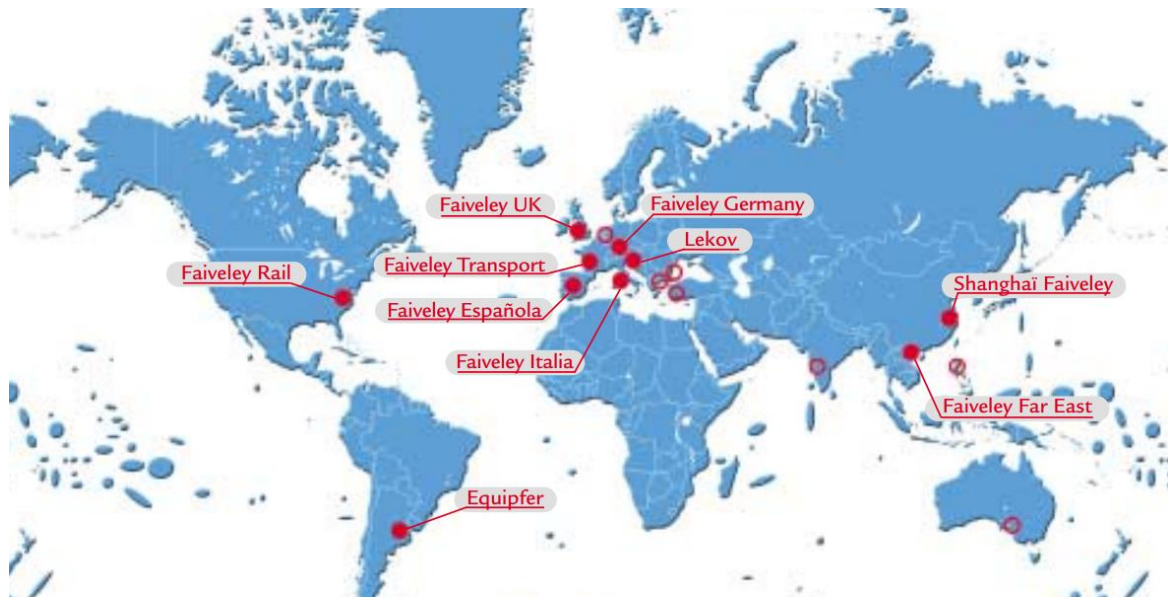 Faiveley UK
Faiveley Germany
Lekov
Faiveley Transport
Faiveley Rail
Shanghaï Faiveley
Faiveley Española
Faiveley Italia
Faiveley Far East
Equipfer